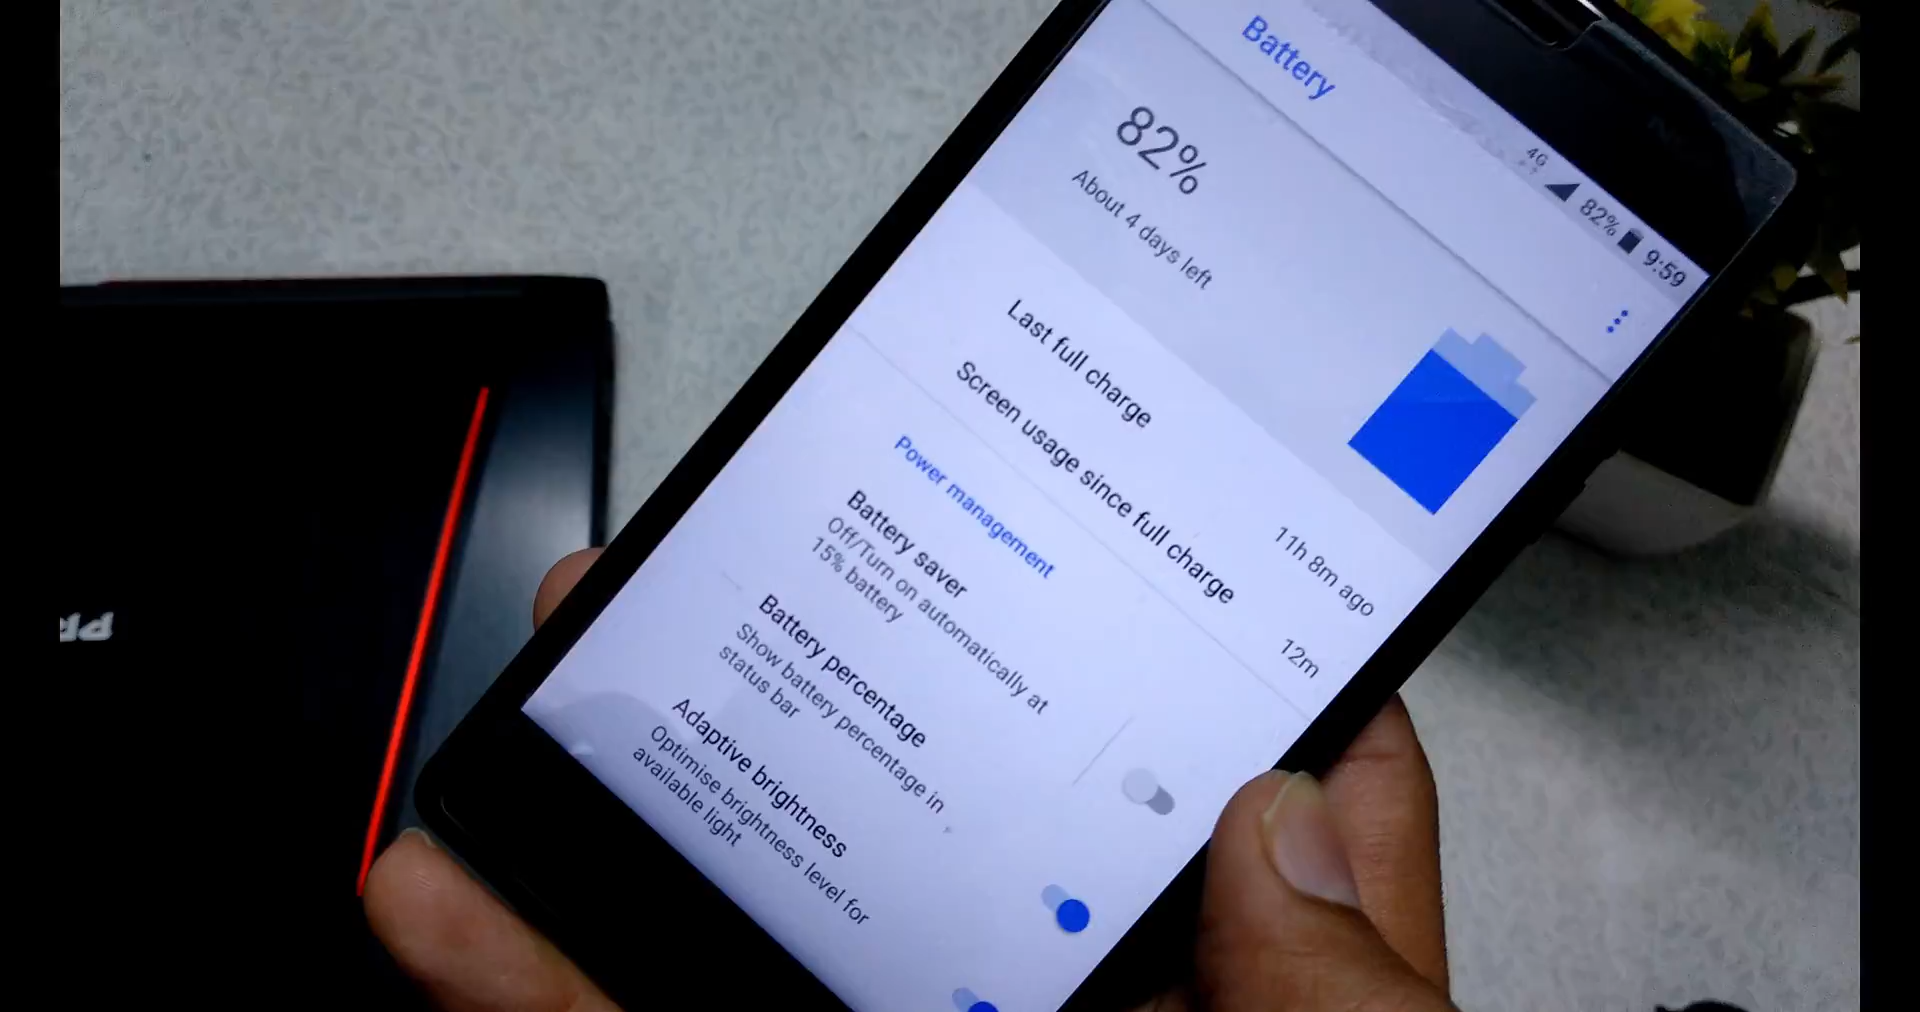 4G 82% 9:59
Battery
82%
About 4 days left
Last full charge 11h 8m ago
Screen usage since full charge 12m
Power management
Battery saver
Off/Turn on automatically at
15% battery
Battery percentage
Show battery percentage in
status bar
Adaptive brightness
Optimise brightness level for
available light